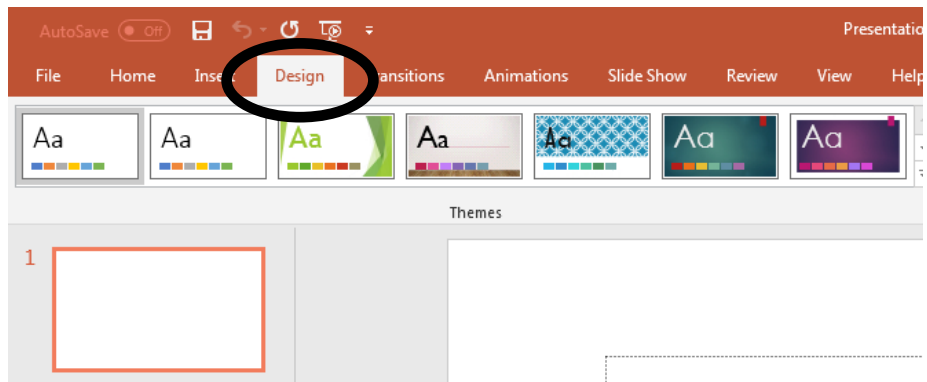 AutoSave Off Presentatio
File Home Inse Design ransitions Animations Slide Show Review View Help
Aa Aa Aa Aa Aa Aa Aa
Themes
1